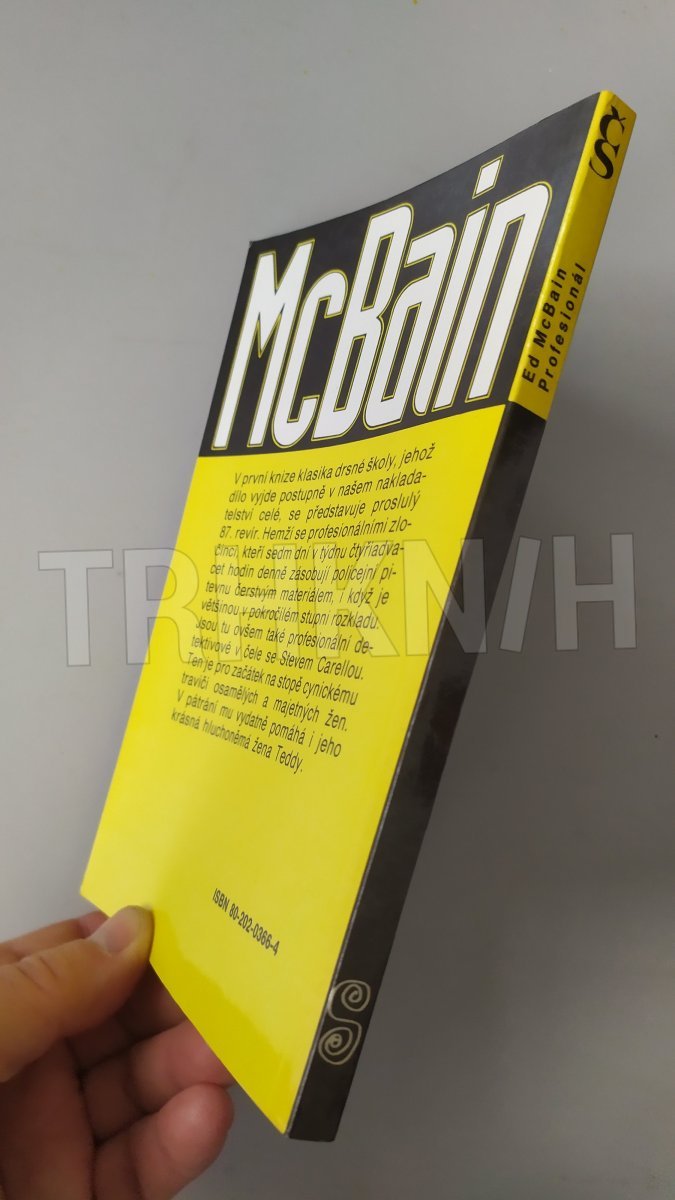 McBain
V první knize klasika drsné školy, jehož
dílo vyjde postupně v našem naklada-
telství celé, se představuje proslulý
87. revír. Hemží se profesionálními zlo-
činci, kteří sedm dní v týdnu čtyřiadva-
cet hodin denně zásobují policejní pi-
tevnu čerstvým materiálem, i když je
většinou v pokročilém stupni rozkladu.
Jsou tu ovšem také profesionální de-
tektivové v čele se Stevem Carellou.
Ten je pro začátek na stopě cynickému
traviči osamělých a majetných žen.
V pátrání mu vydatně pomáhá i jeho
krásná hluchoněmá žena Teddy.
ISBN 80-202-0366-4
Ed McBain
Profesionál
TRHKNIH